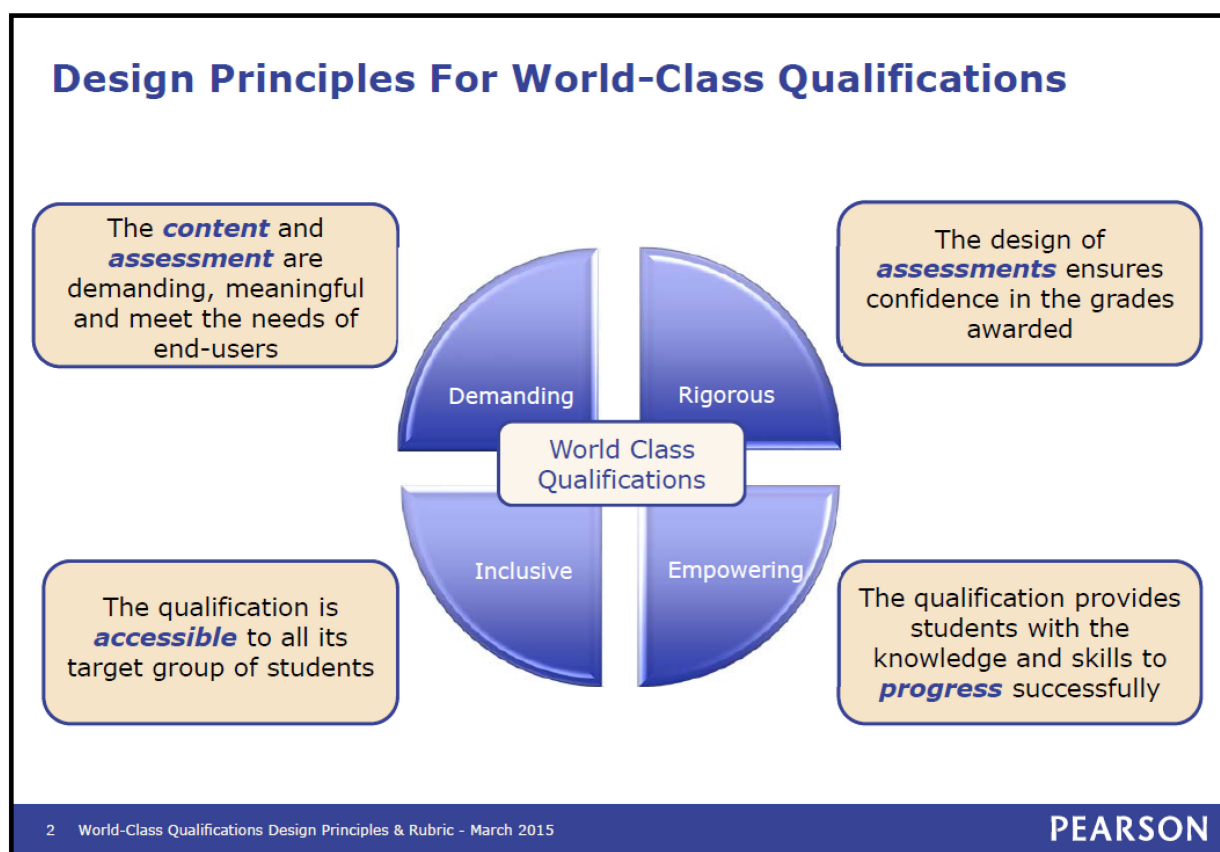 Design Principles For World-Class Qualifications
The content and
assessment are
demanding, meaningful
and meet the needs of
end-users
The design of
assessments ensures
confidence in the grades
awarded
Demanding
Rigorous
World Class
Qualifications
Inclusive
Empowering
The qualification is
accessible to all its
target group of students
The qualification provides
students with the
knowledge and skills to
progress successfully
2 World-Class Qualifications Design Principles & Rubric - March 2015
PEARSON